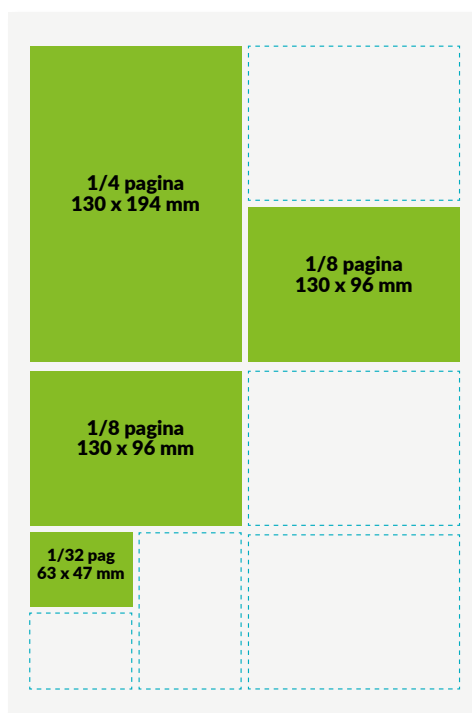 1/4 pagina
130 x 194 mm
1/8 pagina
130 x 96 mm
1/8 pagina
130 x 96 mm
1/32 pag
63 x 47 mm